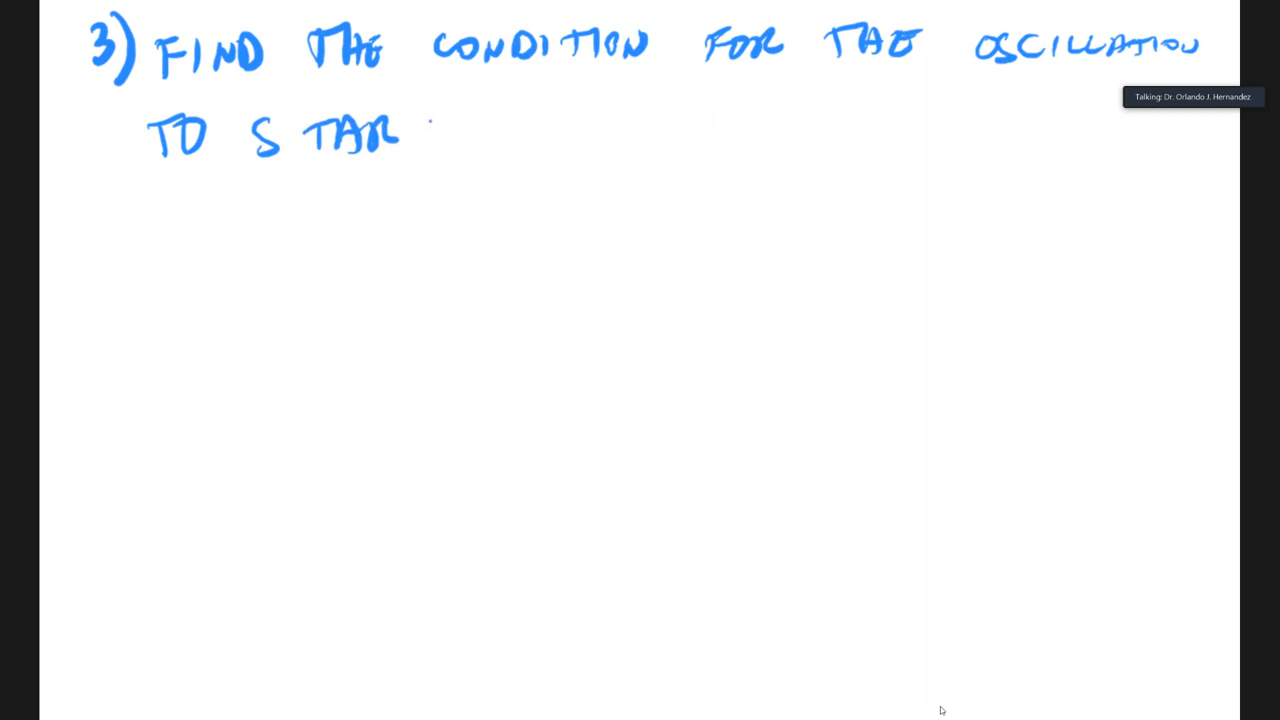 3) FIND THE CONDITION FOR THE OSCILLATION
Talking: Dr. Orlando J. Hernandez
TO STAR